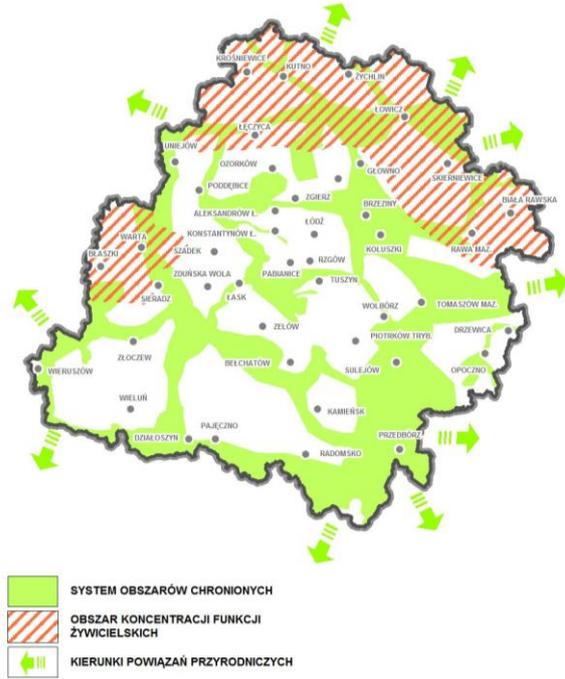 KROŚNIEWICE
KUTNO
ŻYCHLIN
ŁOWICZ
ŁĘCZYCA
UNIEJÓW
OZORKÓW
GŁOWNO
SKIERNIEWICE
PODDĘBICE
ZGIERZ
BIAŁA RAWSKA
ALEKSANDRÓW Ł.
BRZEZINY
KONSTANTYNÓW Ł.
ŁÓDŹ
WARTA
RAWA MAZ.
BŁASZKI
SZADEK
KOLUSZKI
RZGÓW
ZDUŃSKA WOLA
PABIANICE
TUSZYN
SIERADZ
ŁASK
WOLBÓRZ
TOMASZÓW MAZ.
ZELÓW
DRZEWICA
PIOTRKÓW TRYB.
ZŁOCZEW
BEŁCHATÓW
SULEJÓW
OPOCZNO
WIERUSZÓW
WIELUŃ
KAMIEŃSK
PAJĘCZNO
DZIAŁOSZYN
PRZEDBÓRZ
RADOMSKO
SYSTEM OBSZARÓW CHRONIONYCH
OBSZAR KONCENTRACJI FUNKCJI
ŻYWICIELSKICH
KIERUNKI POWIĄZAŃ PRZYRODNICZYCH